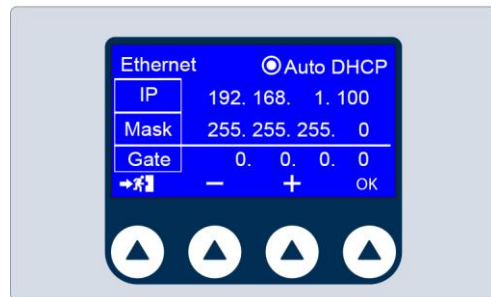 Ethernet Auto DHCP
IP 192. 168. 1. 100
Mask 255. 255. 255. 0
Gate 0. 0. 0. 0
− + OK